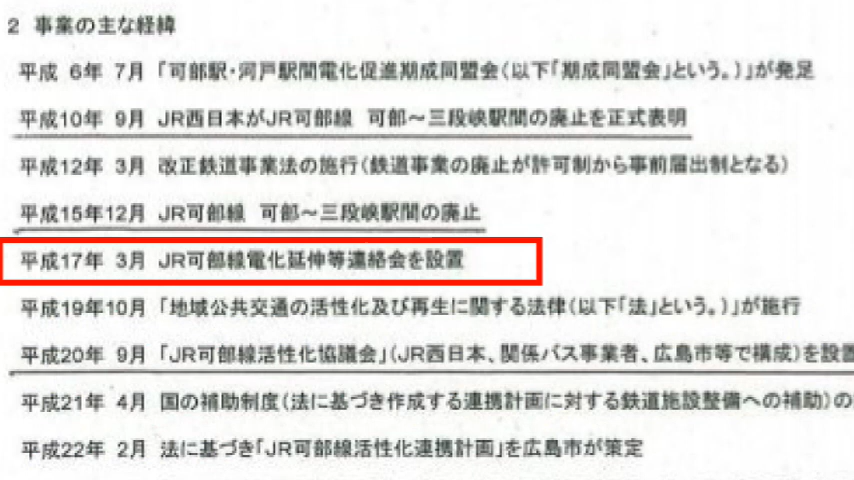 2 事業の主な経緯
平成 6年 7月 「可部駅・河戸駅間電化促進期成同盟会(以下「期成同盟会」という。)」が発足
平成10年 9月 JR西日本がJR可部線 可部～三段峡駅間の廃止を正式表明
平成12年 3月 改正鉄道事業法の施行(鉄道事業の廃止が許可制から事前届出制となる)
平成15年12月 JR可部線 可部～三段峡駅間の廃止
平成17年 3月 JR可部線電化延伸等連絡会を設置
平成19年10月 「地域公共交通の活性化及び再生に関する法律(以下「法」という。)」が施行
平成20年 9月 「JR可部線活性化協議会」(JR西日本、関係バス事業者、広島市等で構成)を設置
平成21年 4月 国の補助制度(法に基づき作成する連携計画に対する鉄道施設整備への補助)の
平成22年 2月 法に基づき「JR可部線活性化連携計画」を広島市が策定